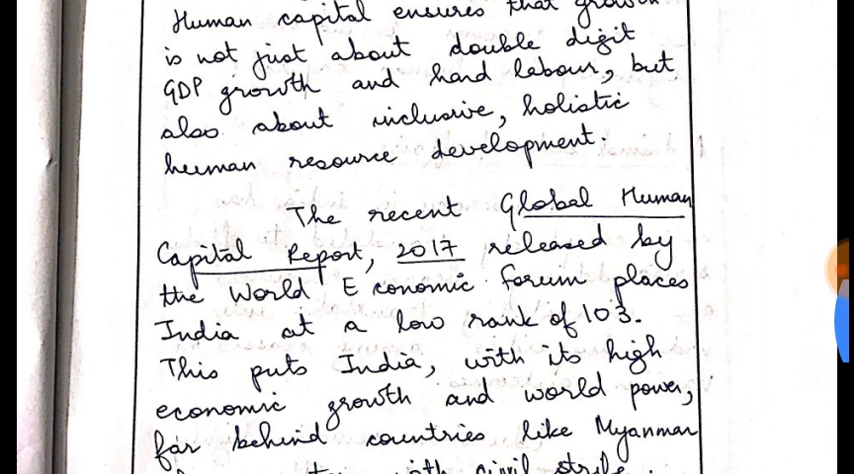 Human capital ensures that growth
is not just about double digit
GDP growth and hard labour, but
also about inclusive, holistic
human resource development.
The recent Global Human
Capital Report, 2017 released by
the World Economic Forum places
India at a low rank of 103.
This puts India, with its high
economic growth and world power,
far behind countries like Myanmar
with civil strife.